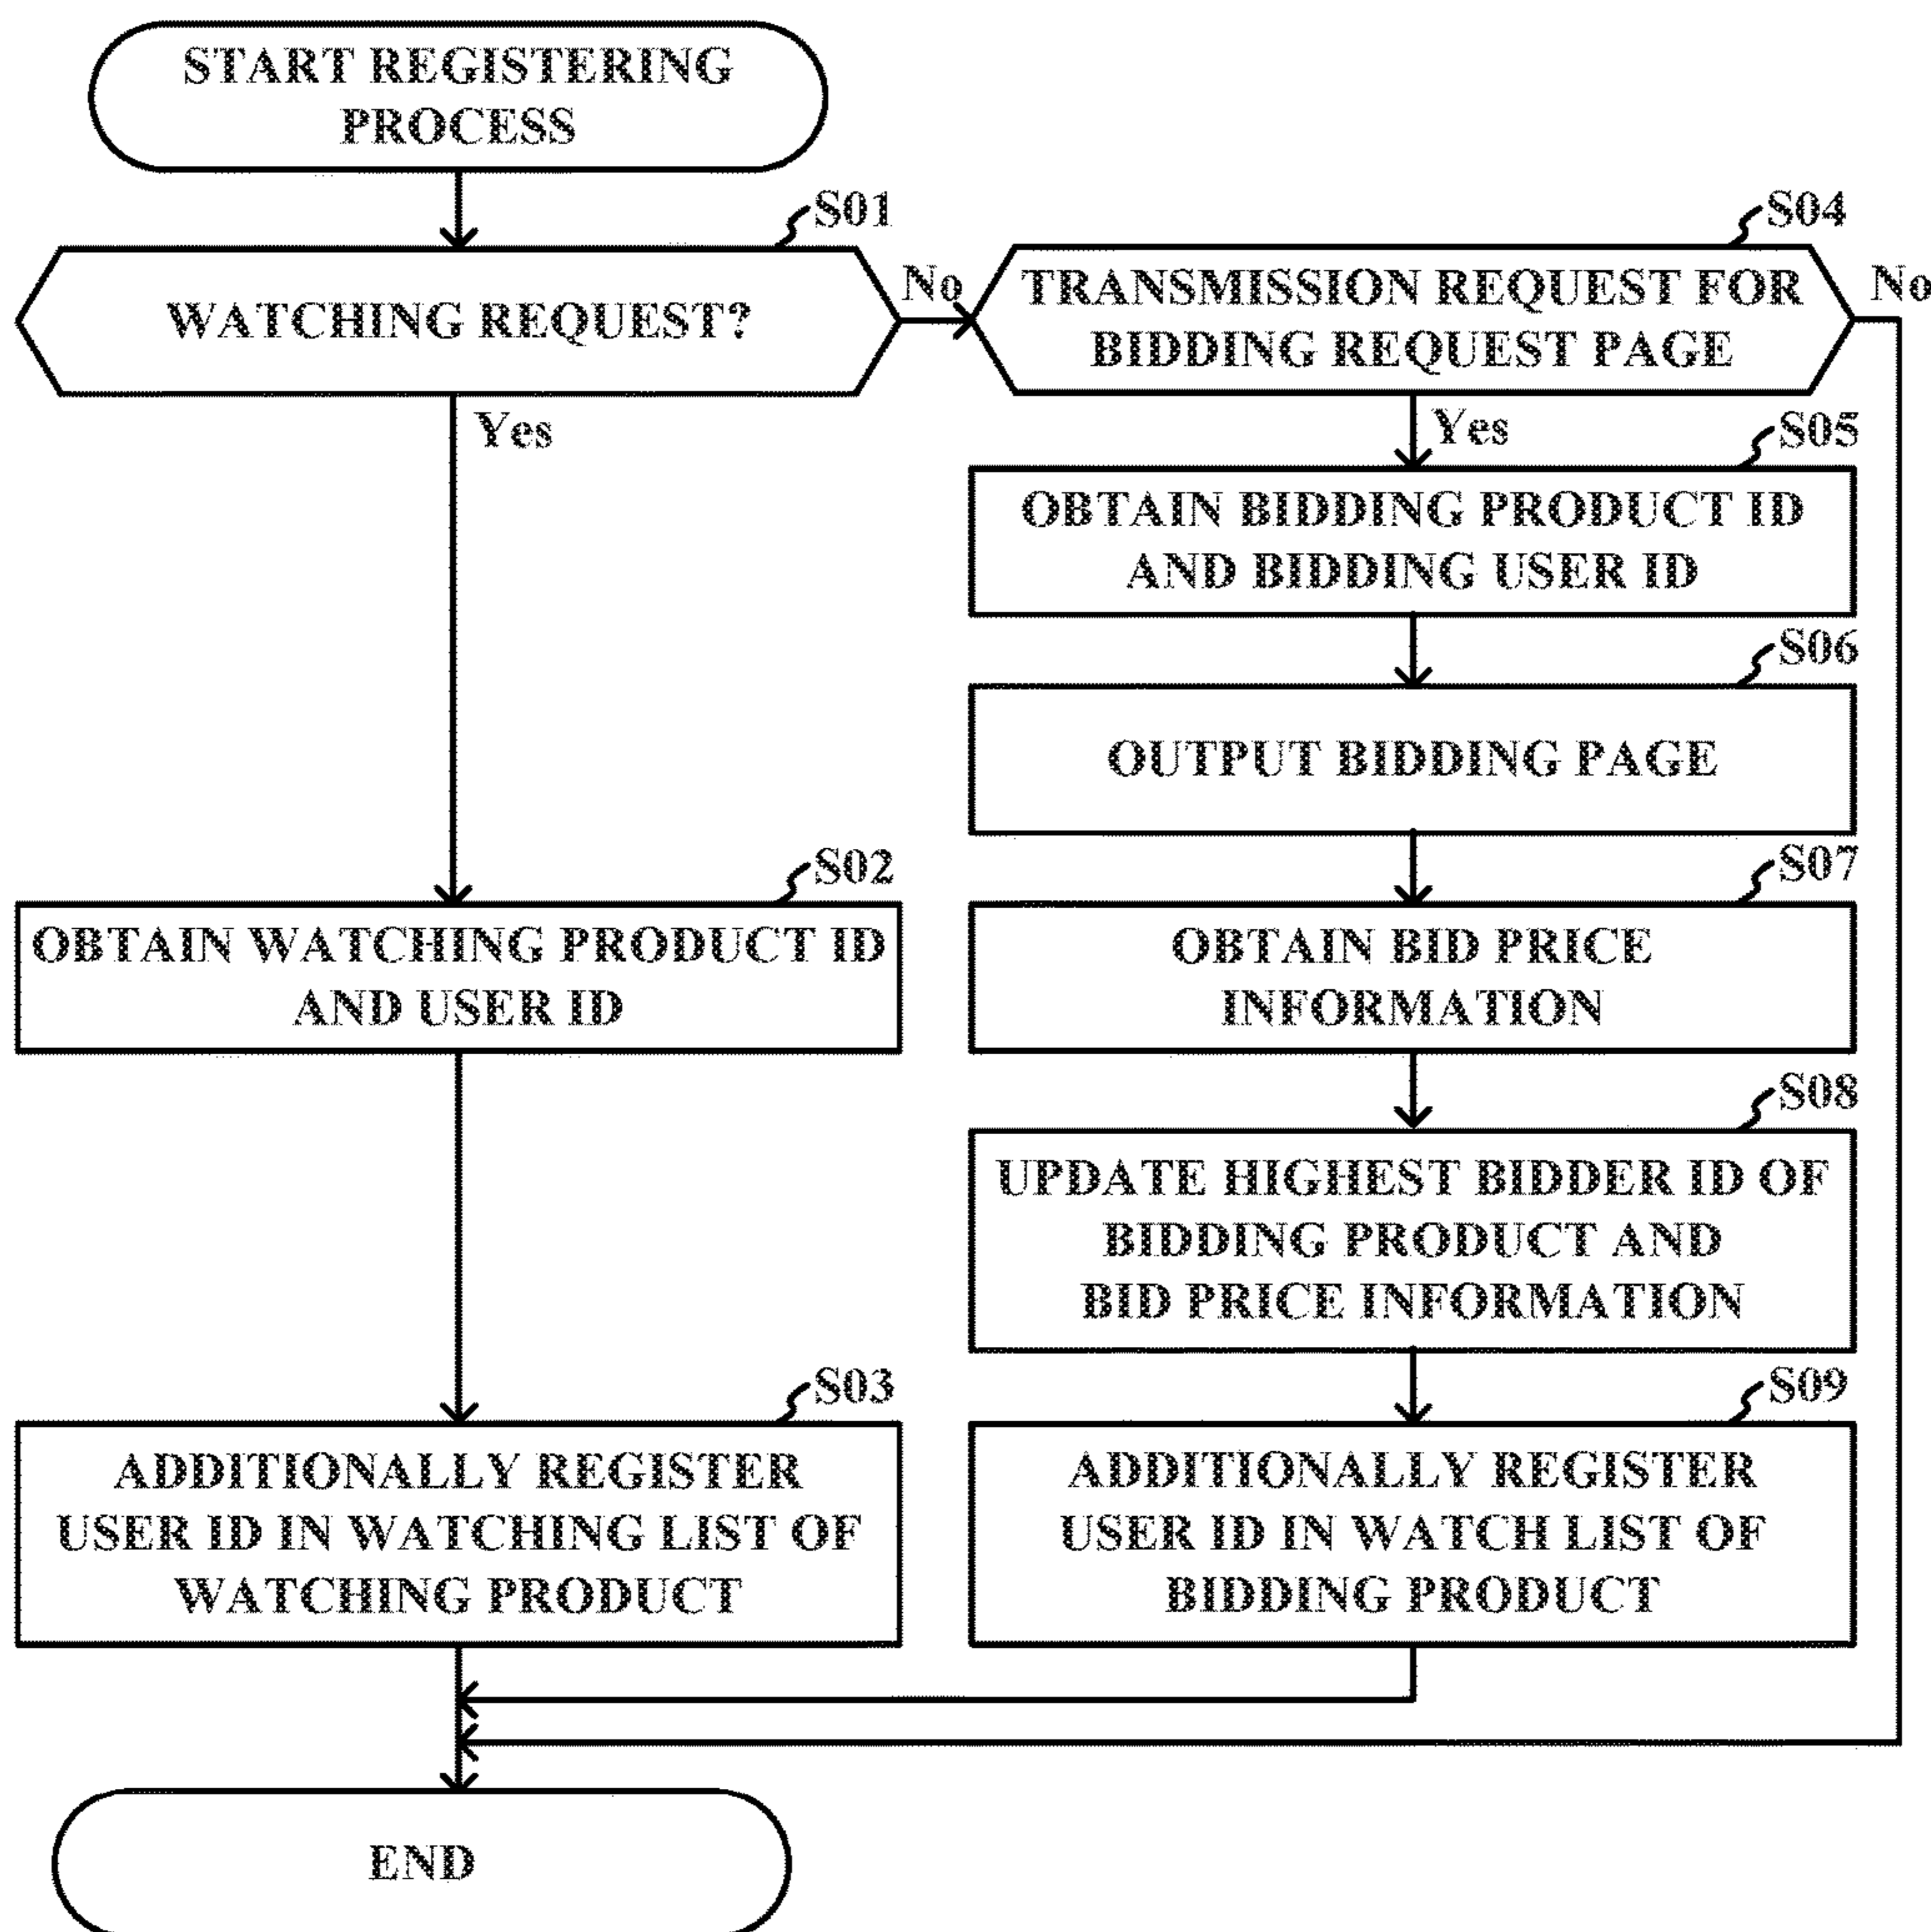 START REGISTERING
PROCESS
S01
WATCHING REQUEST?
No
Yes
S04
TRANSMISSION REQUEST FOR
BIDDING REQUEST PAGE
No
Yes
S05
OBTAIN BIDDING PRODUCT ID
AND BIDDING USER ID
S06
OUTPUT BIDDING PAGE
S02
OBTAIN WATCHING PRODUCT ID
AND USER ID
S07
OBTAIN BID PRICE
INFORMATION
S08
UPDATE HIGHEST BIDDER ID OF
BIDDING PRODUCT AND
BID PRICE INFORMATION
S03
ADDITIONALLY REGISTER
USER ID IN WATCHING LIST OF
WATCHING PRODUCT
S09
ADDITIONALLY REGISTER
USER ID IN WATCH LIST OF
BIDDING PRODUCT
END